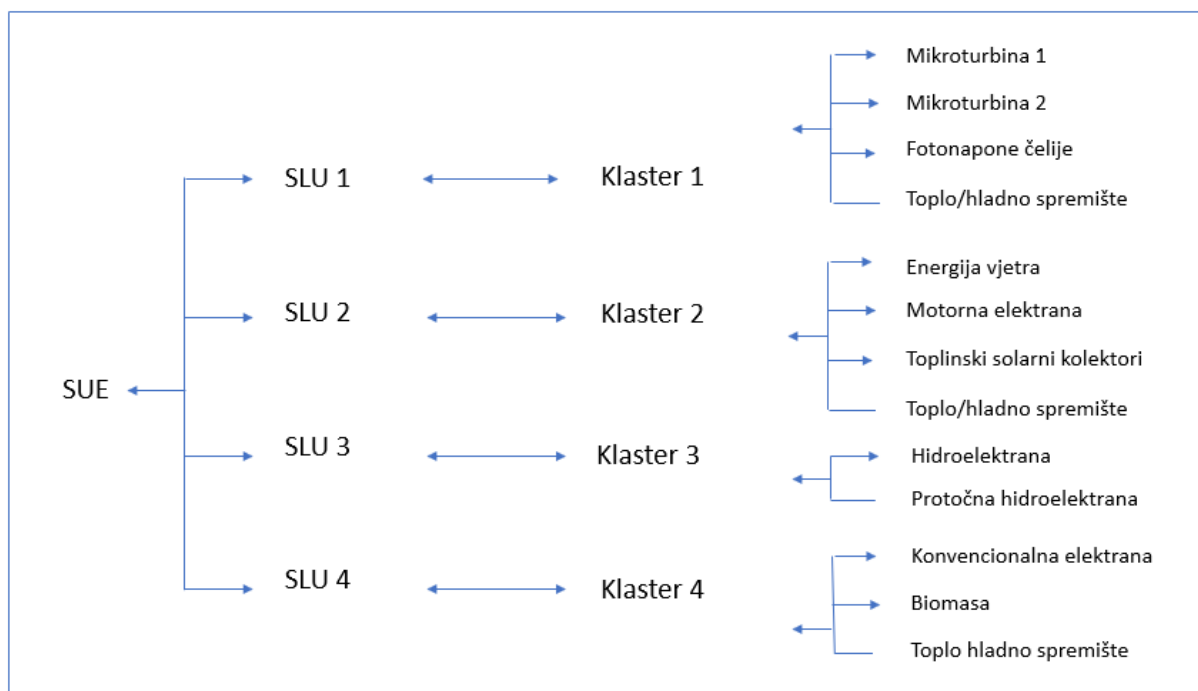 SUE
SLU 1
Klaster 1
Mikroturbina 1
Mikroturbina 2
Fotonapone čelije
Toplo/hladno spremište
SLU 2
Klaster 2
Energija vjetra
Motorna elektrana
Toplinski solarni kolektori
Toplo/hladno spremište
SLU 3
Klaster 3
Hidroelektrana
Protočna hidroelektrana
SLU 4
Klaster 4
Konvencionalna elektrana
Biomasa
Toplo hladno spremište